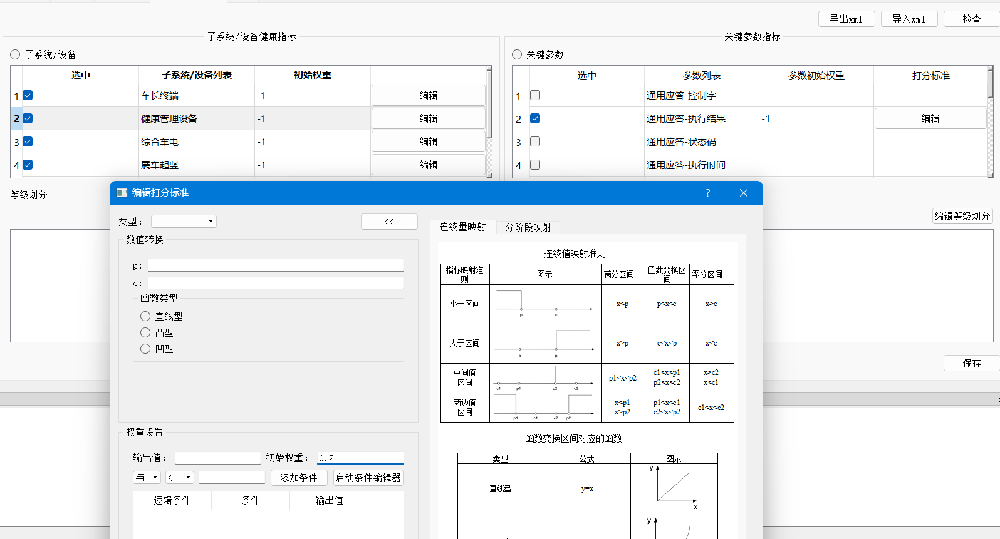 导出xml 导入xml 检查
子系统/设备健康指标 关键参数指标
子系统/设备 关键参数
选中 子系统/设备列表 初始权重
1 车长终端 -1 编辑
2 健康管理设备 -1 编辑
3 综合车电 -1 编辑
4 展车起竖 -1 编辑
选中 参数列表 参数初始权重 打分标准
1 通用应答-控制字
2 通用应答-执行结果 -1 编辑
3 通用应答-状态码
4 通用应答-执行时间
等级划分
编辑等级划分
保存
编辑打分标准 ?
类型: <<
数值转换
p:
c:
函数类型
直线型
凸型
凹型
权重设置
输出值: 初始权重: 0.2
与 < 添加条件 启动条件编辑器
逻辑条件 条件 输出值
连续量映射 分阶段映射
连续值映射准则
指标映射准则 图示 满分区间 函数变换区间 零分区间
小于区间 p c x<p p<x<c x>c
大于区间 c p x>p c<x<p x<c
中间值区间 c1 p1 p2 c2 p1<x<p2 c1<x<p1 p2<x<c2 x>c2 x<c1
两边值区间 p1 c1 c2 p2 x<p1 x>p2 p1<x<c1 c2<x<p2 c1<x<c2
函数变换区间对应的函数
类型 公式 图示
直线型 y=x y x
y